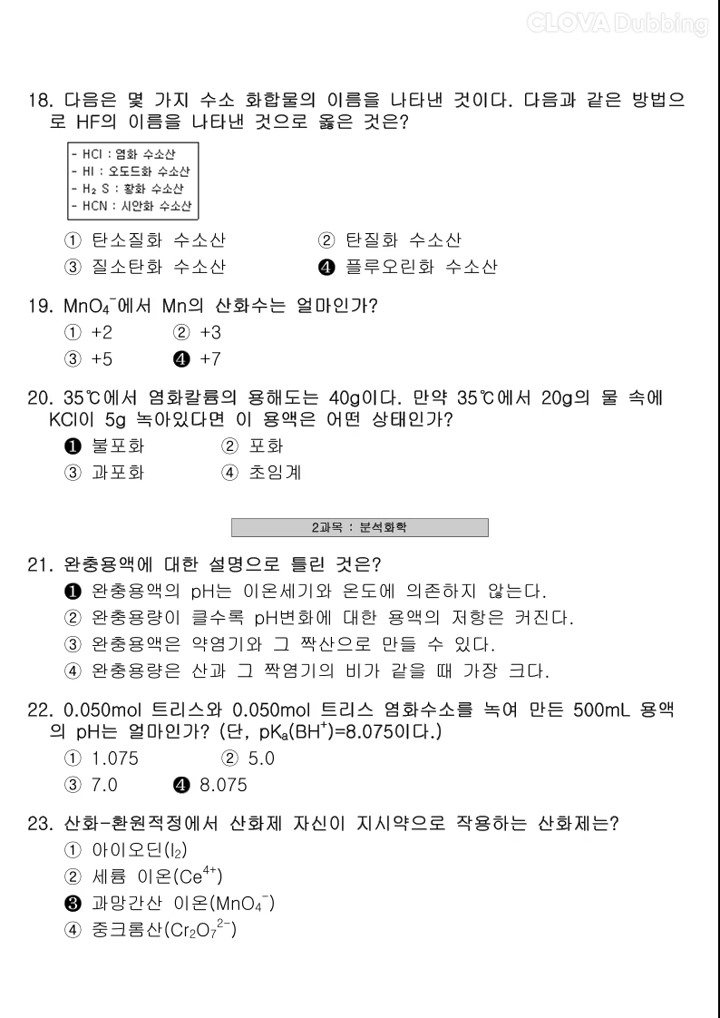 CLOVA Dubbing
18. 다음은 몇 가지 수소 화합물의 이름을 나타낸 것이다. 다음과 같은 방법으
로 HF의 이름을 나타낸 것으로 옳은 것은?
- HCl : 염화 수소산
- HI : 오도드화 수소산
- H₂ S : 황화 수소산
- HCN : 시안화 수소산
① 탄소질화 수소산 ② 탄질화 수소산
③ 질소탄화 수소산 ❹ 플루오린화 수소산
19. MnO₄⁻에서 Mn의 산화수는 얼마인가?
① +2 ② +3
③ +5 ❹ +7
20. 35℃에서 염화칼륨의 용해도는 40g이다. 만약 35℃에서 20g의 물 속에
KCl이 5g 녹아있다면 이 용액은 어떤 상태인가?
❶ 불포화 ② 포화
③ 과포화 ④ 초임계
2과목 : 분석화학
21. 완충용액에 대한 설명으로 틀린 것은?
❶ 완충용액의 pH는 이온세기와 온도에 의존하지 않는다.
② 완충용량이 클수록 pH변화에 대한 용액의 저항은 커진다.
③ 완충용액은 약염기와 그 짝산으로 만들 수 있다.
④ 완충용량은 산과 그 짝염기의 비가 같을 때 가장 크다.
22. 0.050mol 트리스와 0.050mol 트리스 염화수소를 녹여 만든 500mL 용액
의 pH는 얼마인가? (단, pKₐ(BH⁺)=8.075이다.)
① 1.075 ② 5.0
③ 7.0 ❹ 8.075
23. 산화-환원적정에서 산화제 자신이 지시약으로 작용하는 산화제는?
① 아이오딘(I₂)
② 세륨 이온(Ce⁴⁺)
❸ 과망간산 이온(MnO₄⁻)
④ 중크롬산(Cr₂O₇²⁻)